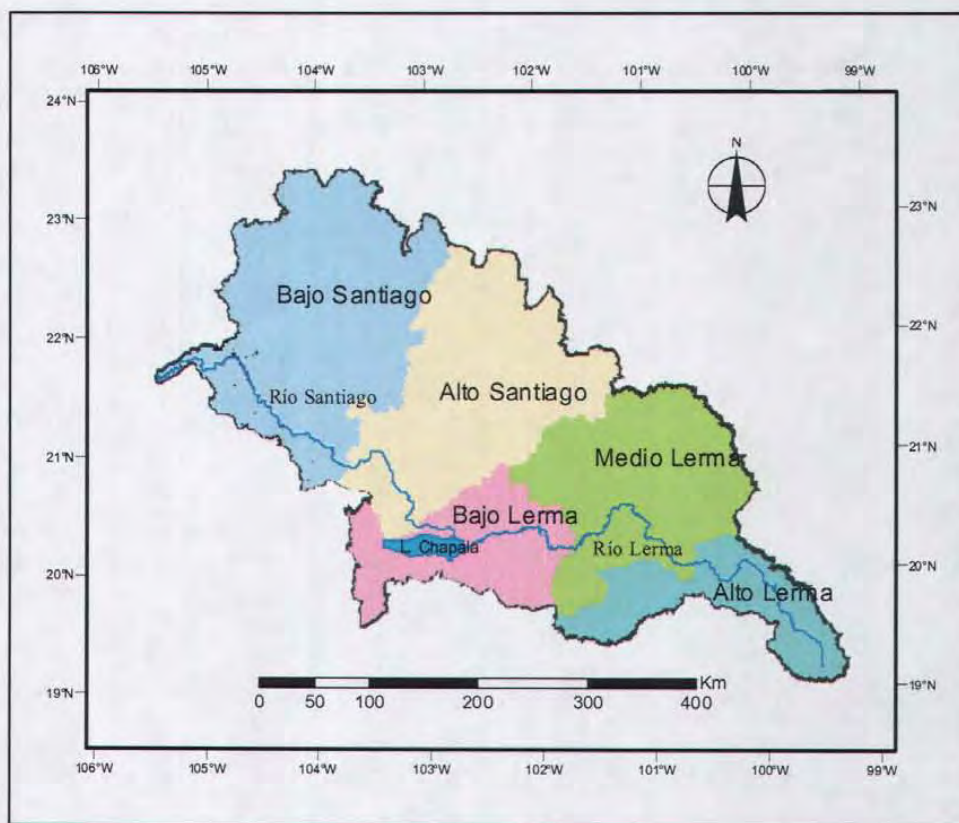 106°W 105°W 104°W 103°W 102°W 101°W 100°W 99°W
24°N
N
23°N 23°N
Bajo Santiago
22°N 22°N
Río Santiago Alto Santiago
21°N 21°N
Medio Lerma
Bajo Lerma
L. Chapala Río Lerma
20°N 20°N
Alto Lerma
19°N 19°N
Km
0 50 100 200 300 400
106°W 105°W 104°W 103°W 102°W 101°W 100°W 99°W